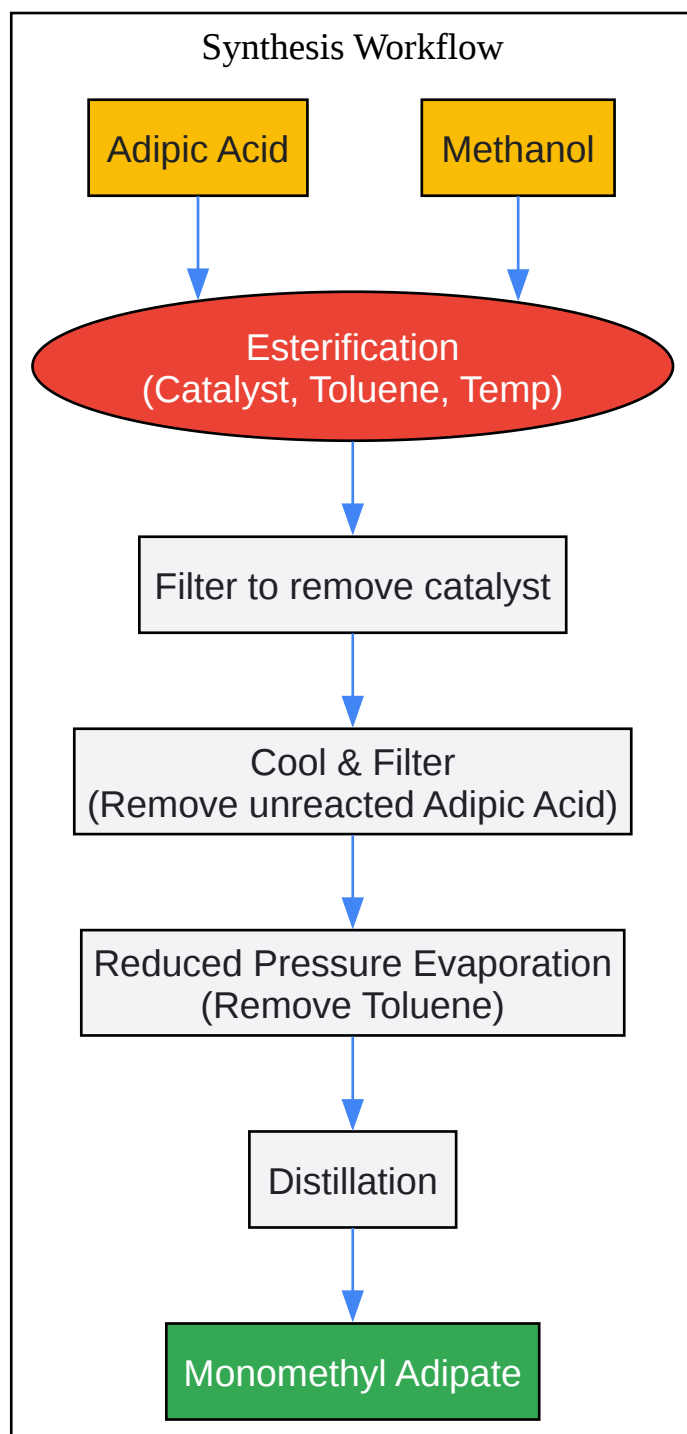 Synthesis Workflow
Adipic Acid
Methanol
Esterification
(Catalyst, Toluene, Temp)
Filter to remove catalyst
Cool & Filter
(Remove unreacted Adipic Acid)
Reduced Pressure Evaporation
(Remove Toluene)
Distillation
Monomethyl Adipate